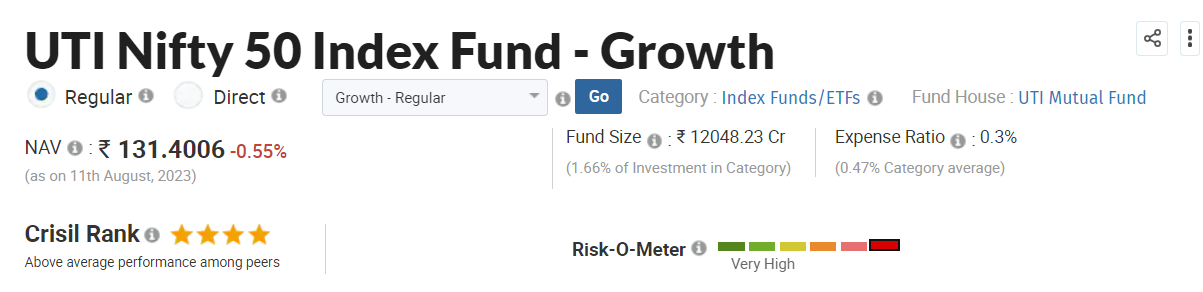 UTI Nifty 50 Index Fund - Growth
Regular Direct Growth - Regular Go Category : Index Funds/ETFs Fund House : UTI Mutual Fund
NAV : ₹ 131.4006 -0.55% Fund Size : ₹ 12048.23 Cr Expense Ratio : 0.3%
(as on 11th August, 2023) (1.66% of Investment in Category) (0.47% Category average)
Crisil Rank Risk-O-Meter
Above average performance among peers Very High